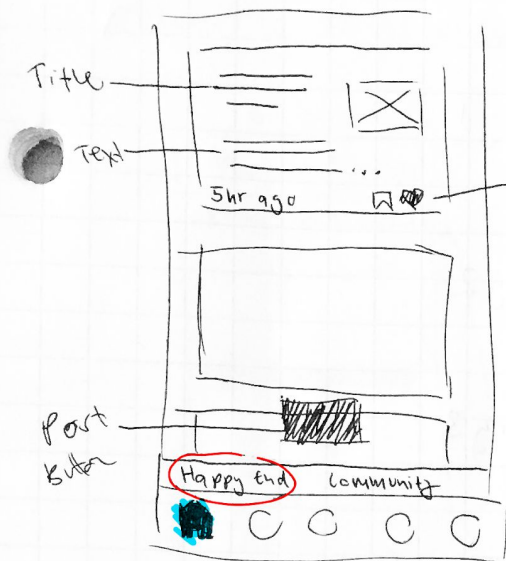 Title
Text
...
5hr ago
Post
Button
Happy End
Community